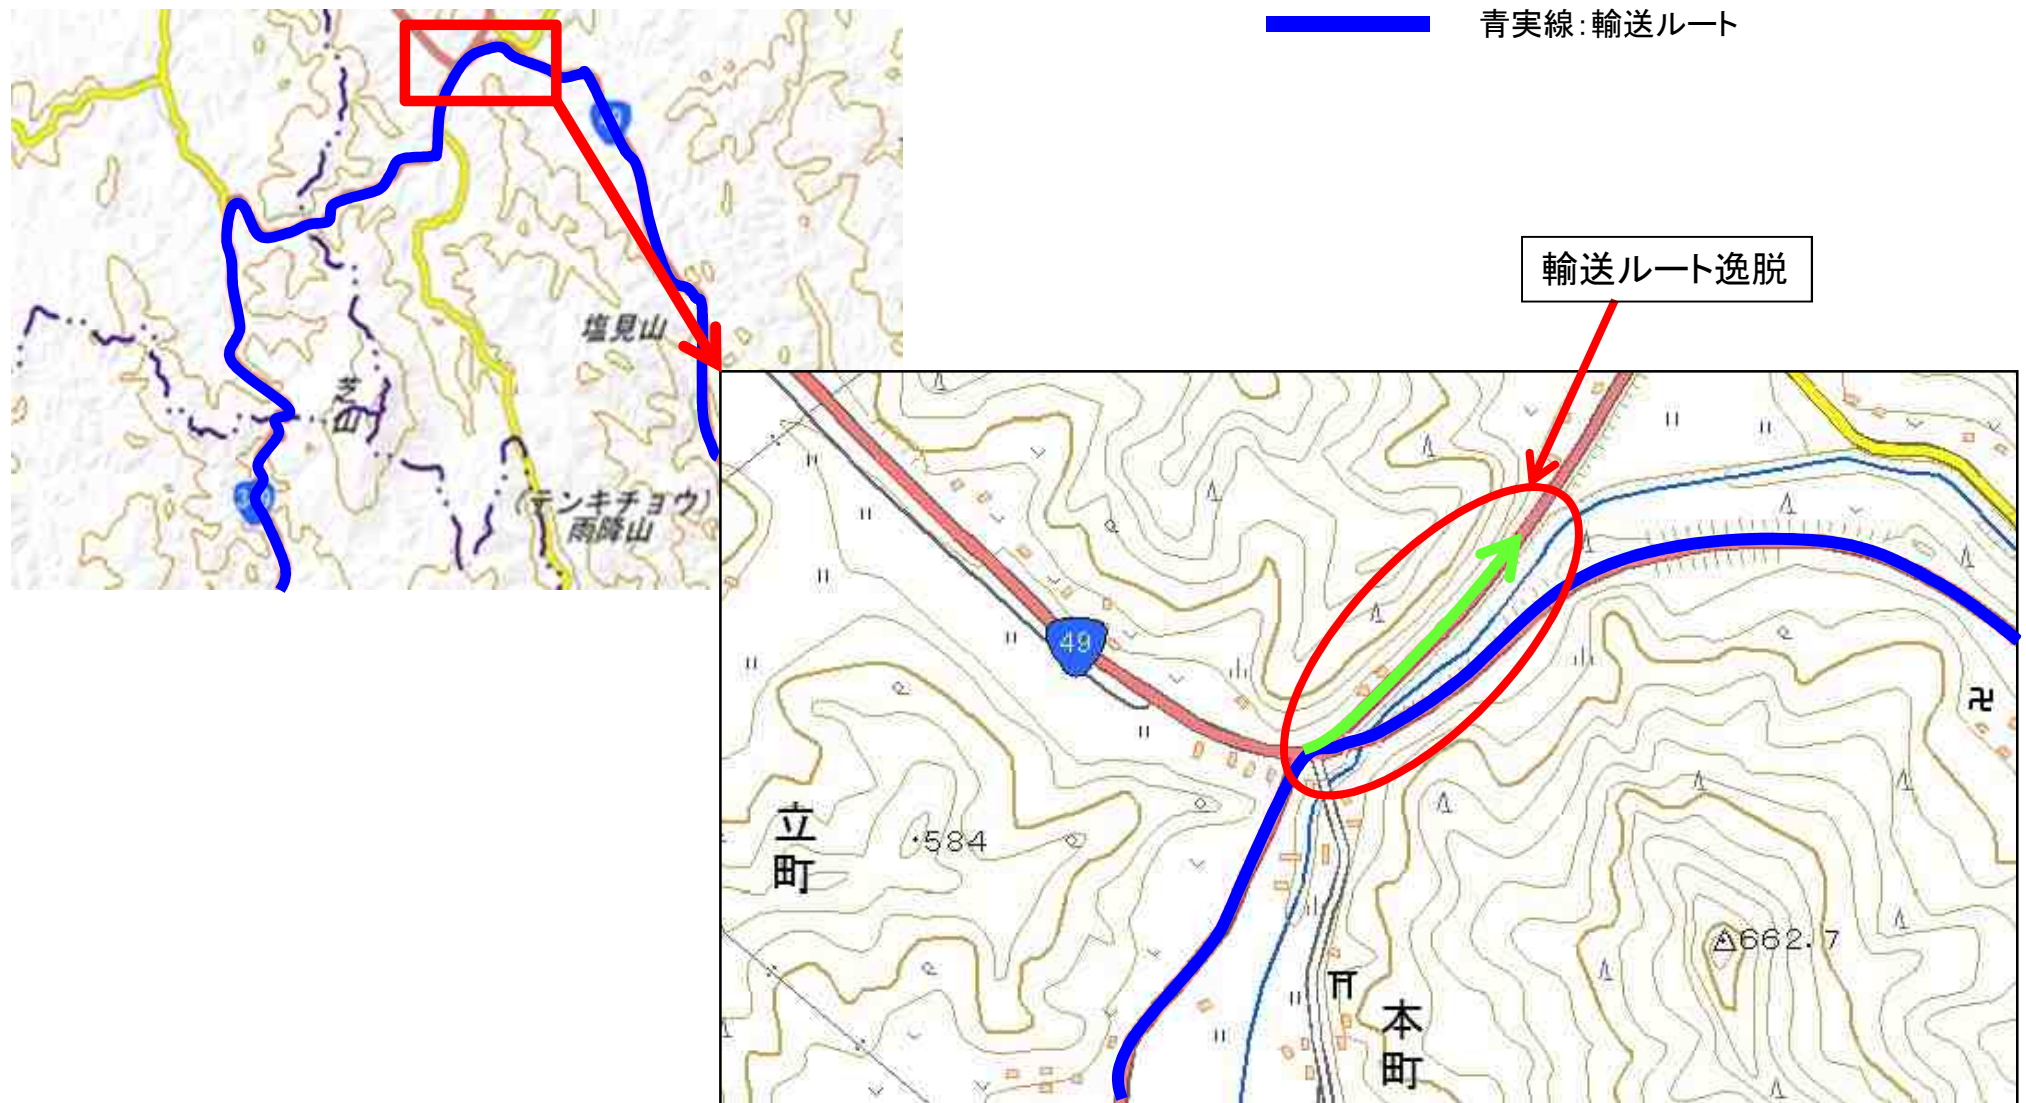 青実線:輸送ルート
輸送ルート逸脱
塩見山
芝山
(テンキチョウ)
雨降山
49
立町
・584
662.7
本町